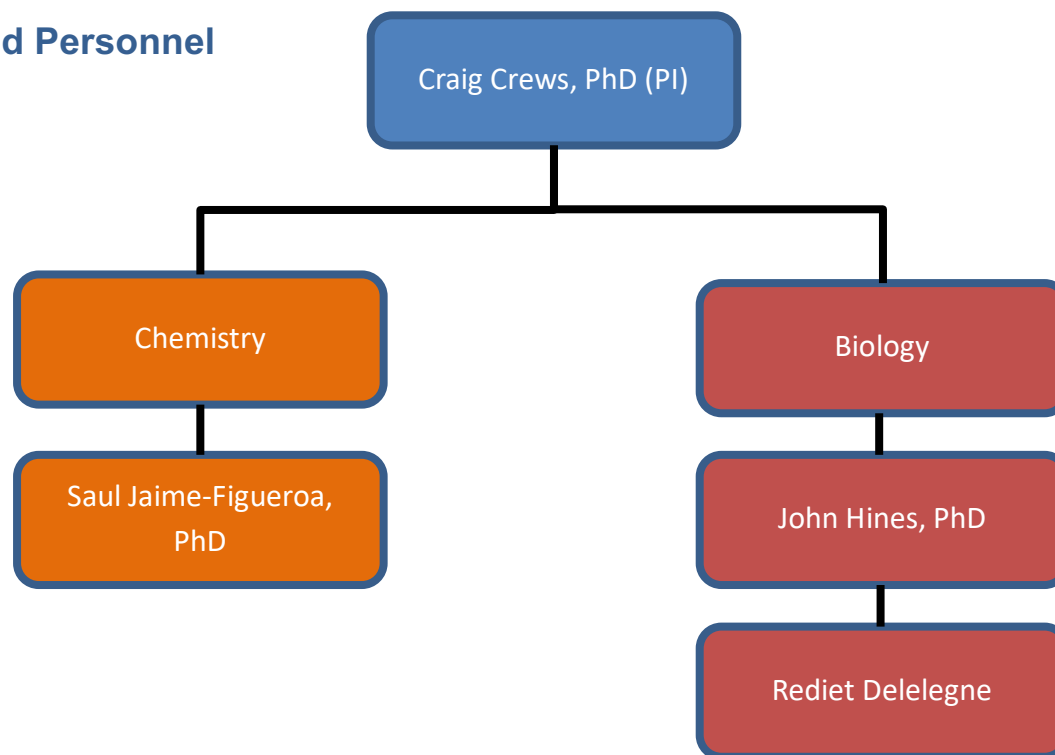 d Personnel
Craig Crews, PhD (PI)
Chemistry
Biology
Saul Jaime-Figueroa,
PhD
John Hines, PhD
Rediet Delelegne